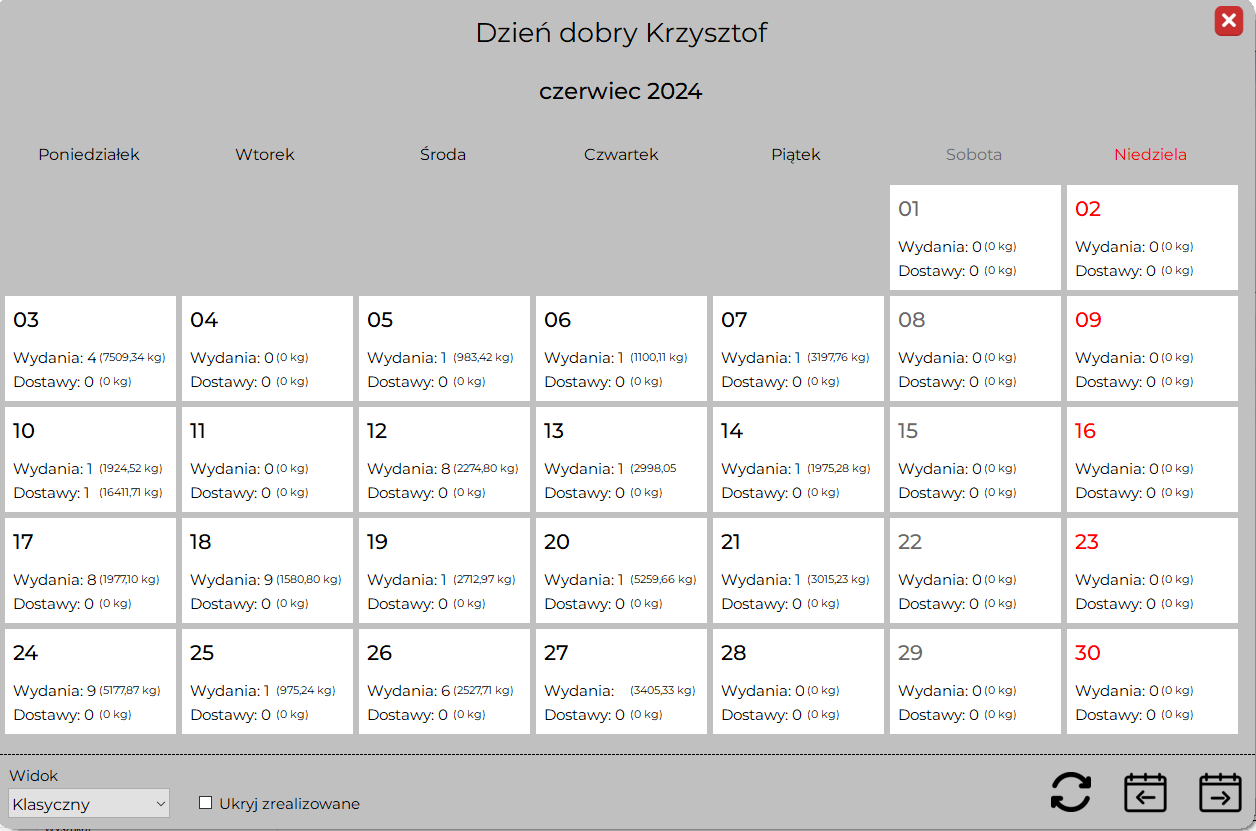 Dzień dobry Krzysztof
czerwiec 2024
Poniedziałek Wtorek Środa Czwartek Piątek Sobota Niedziela
01 02
Wydania: 0 (0 kg) Wydania: 0 (0 kg)
Dostawy: 0 (0 kg) Dostawy: 0 (0 kg)
03 04 05 06 07 08 09
Wydania: 4 (7509,34 kg) Wydania: 0 (0 kg) Wydania: 1 (983,42 kg) Wydania: 1 (1100,11 kg) Wydania: 1 (3197,76 kg) Wydania: 0 (0 kg) Wydania: 0 (0 kg)
Dostawy: 0 (0 kg) Dostawy: 0 (0 kg) Dostawy: 0 (0 kg) Dostawy: 0 (0 kg) Dostawy: 0 (0 kg) Dostawy: 0 (0 kg) Dostawy: 0 (0 kg)
10 11 12 13 14 15 16
Wydania: 1 (1924,52 kg) Wydania: 0 (0 kg) Wydania: 8 (2274,80 kg) Wydania: 1 (2998,05 Wydania: 1 (1975,28 kg) Wydania: 0 (0 kg) Wydania: 0 (0 kg)
Dostawy: 1 (16411,71 kg) Dostawy: 0 (0 kg) Dostawy: 0 (0 kg) Dostawy: 0 (0 kg) Dostawy: 0 (0 kg) Dostawy: 0 (0 kg) Dostawy: 0 (0 kg)
17 18 19 20 21 22 23
Wydania: 8 (1977,10 kg) Wydania: 9 (1580,80 kg) Wydania: 1 (2712,97 kg) Wydania: 1 (5259,66 kg) Wydania: 1 (3015,23 kg) Wydania: 0 (0 kg) Wydania: 0 (0 kg)
Dostawy: 0 (0 kg) Dostawy: 0 (0 kg) Dostawy: 0 (0 kg) Dostawy: 0 (0 kg) Dostawy: 0 (0 kg) Dostawy: 0 (0 kg) Dostawy: 0 (0 kg)
24 25 26 27 28 29 30
Wydania: 9 (5177,87 kg) Wydania: 1 (975,24 kg) Wydania: 6 (2527,71 kg) Wydania: (3405,33 kg) Wydania: 0 (0 kg) Wydania: 0 (0 kg) Wydania: 0 (0 kg)
Dostawy: 0 (0 kg) Dostawy: 0 (0 kg) Dostawy: 0 (0 kg) Dostawy: 0 (0 kg) Dostawy: 0 (0 kg) Dostawy: 0 (0 kg) Dostawy: 0 (0 kg)
Widok
Klasyczny Ukryj zrealizowane